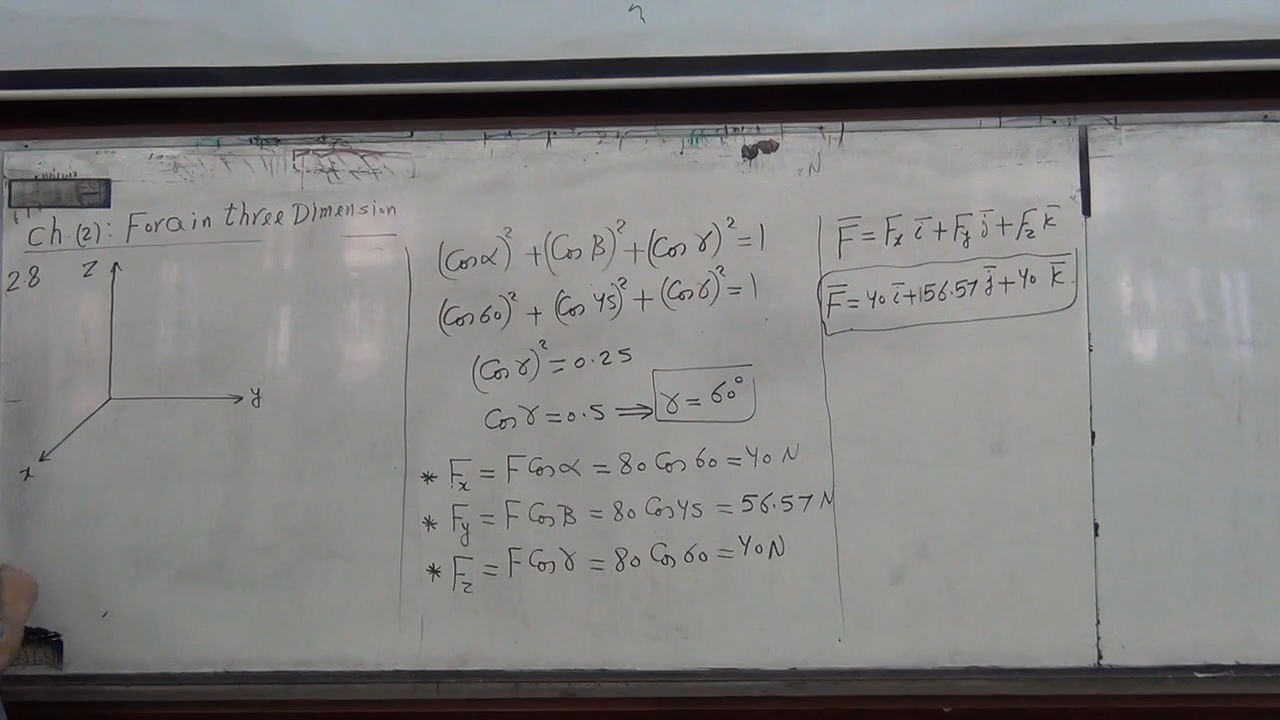 Ch.(2): Force in three Dimension
2.8
Z
y
x
(Cos α)² + (Cos B)² + (Cos γ)² = 1
(Cos 60)² + (Cos 45)² + (Cos γ)² = 1
(Cos γ)² = 0.25
Cos γ = 0.5 ⟹ γ = 60°
* Fx = F Cos α = 80 Cos 60 = 40 N
* Fy = F Cos B = 80 Cos 45 = 56.57 N
* Fz = F Cos γ = 80 Cos 60 = 40 N
F̅ = Fx i̅ + Fy j̅ + Fz k̅
F̅ = 40 i̅ + 56.57 j̅ + 40 k̅